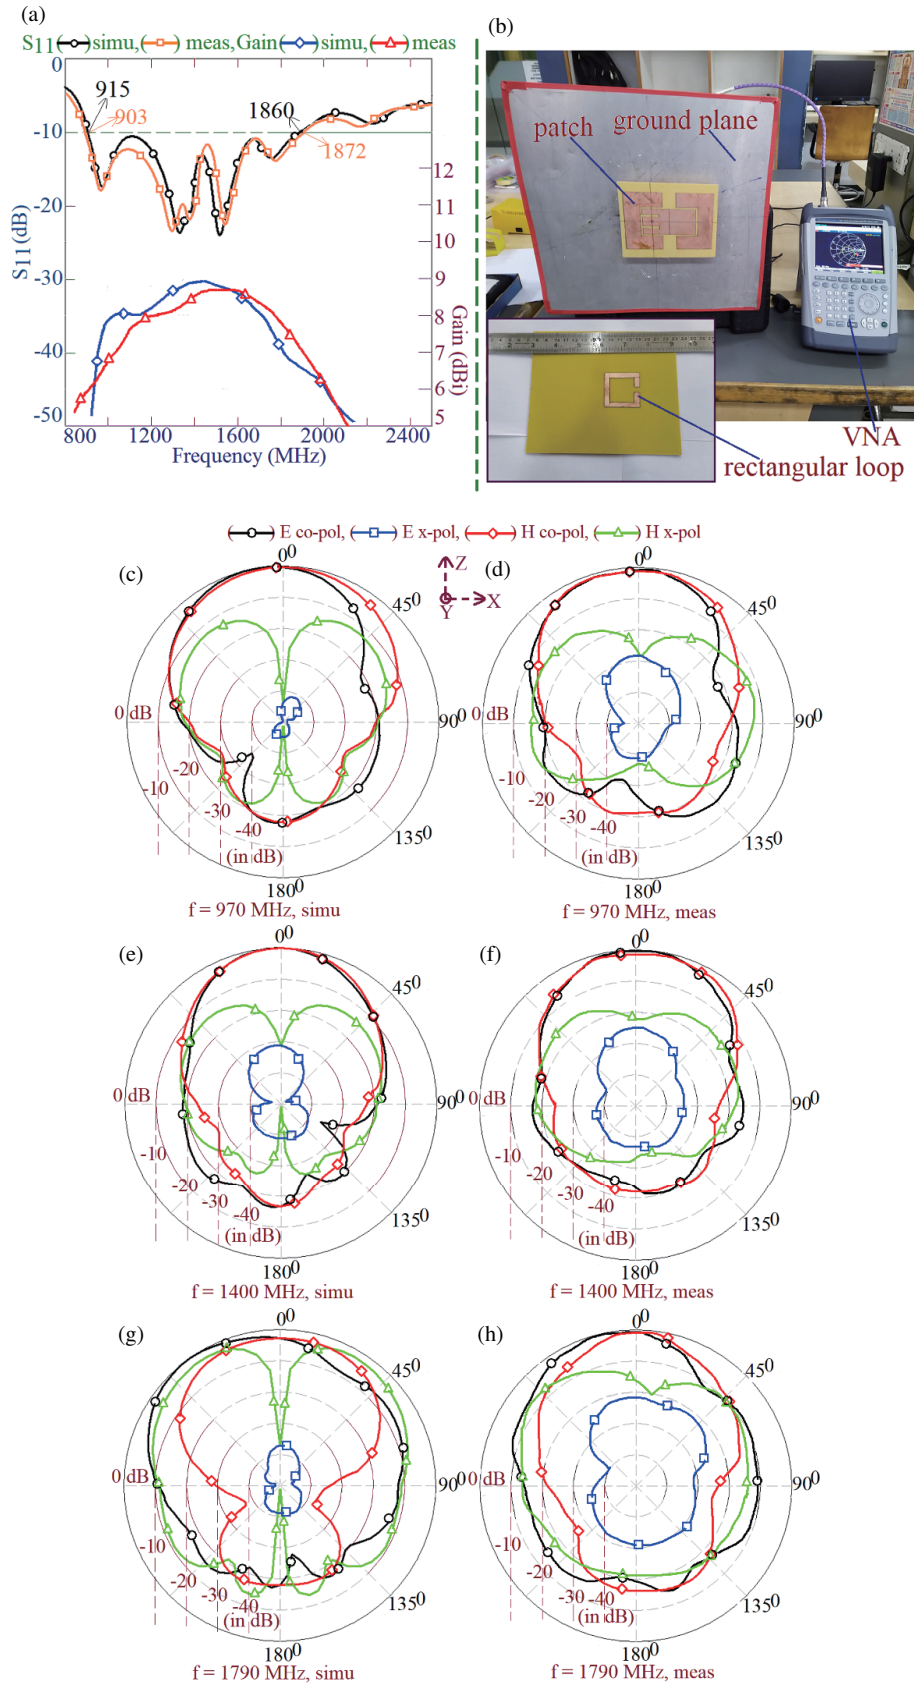 (a)
S11( )simu,( )meas,Gain( )simu,( )meas
0
-10
-20
-30
-40
-50
S11(dB)
915
903
1860
1872
12
11
10
9
8
7
6
5
Gain (dBi)
800 1200 1600 2000 2400
Frequency (MHz)
(b)
patch
ground plane
VNA
rectangular loop
( ) E co-pol, ( ) E x-pol, ( ) H co-pol, ( ) H x-pol
Z
Y X
(c)
0⁰
45⁰
90⁰
135⁰
180⁰
0 dB
-10
-20
-30
-40
(in dB)
f = 970 MHz, simu
(d)
0⁰
45⁰
90⁰
135⁰
180⁰
0 dB
-10
-20
-30
-40
(in dB)
f = 970 MHz, meas
(e)
0⁰
45⁰
90⁰
135⁰
180⁰
0 dB
-10
-20
-30
-40
(in dB)
f = 1400 MHz, simu
(f)
0⁰
45⁰
90⁰
135⁰
180⁰
0 dB
-10
-20
-30
-40
(in dB)
f = 1400 MHz, meas
(g)
0⁰
45⁰
90⁰
135⁰
180⁰
0 dB
-10
-20
-30
-40
(in dB)
f = 1790 MHz, simu
(h)
0⁰
45⁰
90⁰
135⁰
180⁰
0 dB
-10
-20
-30
-40
(in dB)
f = 1790 MHz, meas